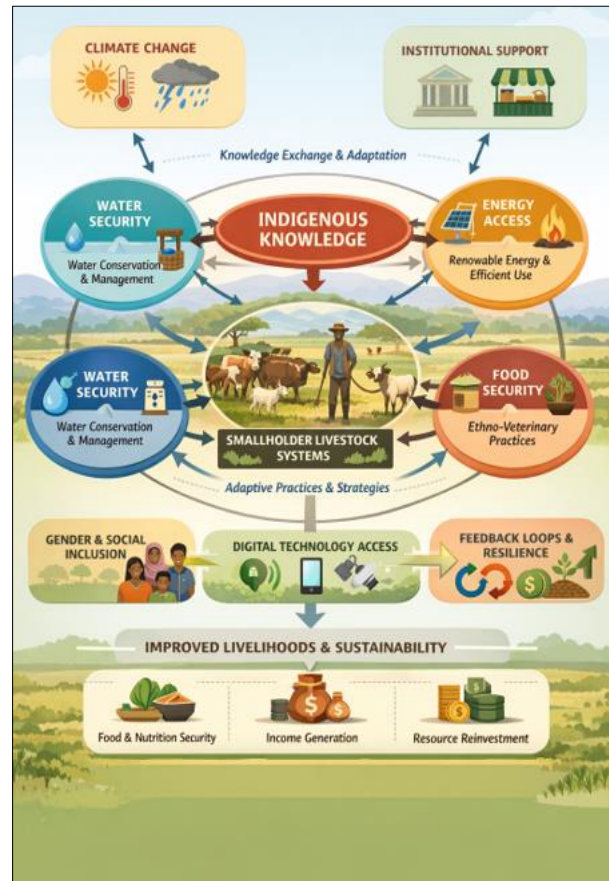 CLIMATE CHANGE
INSTITUTIONAL SUPPORT
Knowledge Exchange & Adaptation
WATER
SECURITY
Water Conservation
& Management
INDIGENOUS
KNOWLEDGE
ENERGY
ACCESS
Renewable Energy &
Efficient Use
WATER
SECURITY
Water Conservation
& Management
FOOD
SECURITY
Ethno-Veterinary
Practices
SMALLHOLDER LIVESTOCK
SYSTEMS
Adaptive Practices & Strategies
GENDER & SOCIAL
INCLUSION
DIGITAL TECHNOLOGY ACCESS
FEEDBACK LOOPS &
RESILIENCE
$
IMPROVED LIVELIHOODS & SUSTAINABILITY
$
$
$
$
Food & Nutrition Security
Income Generation
Resource Reinvestment